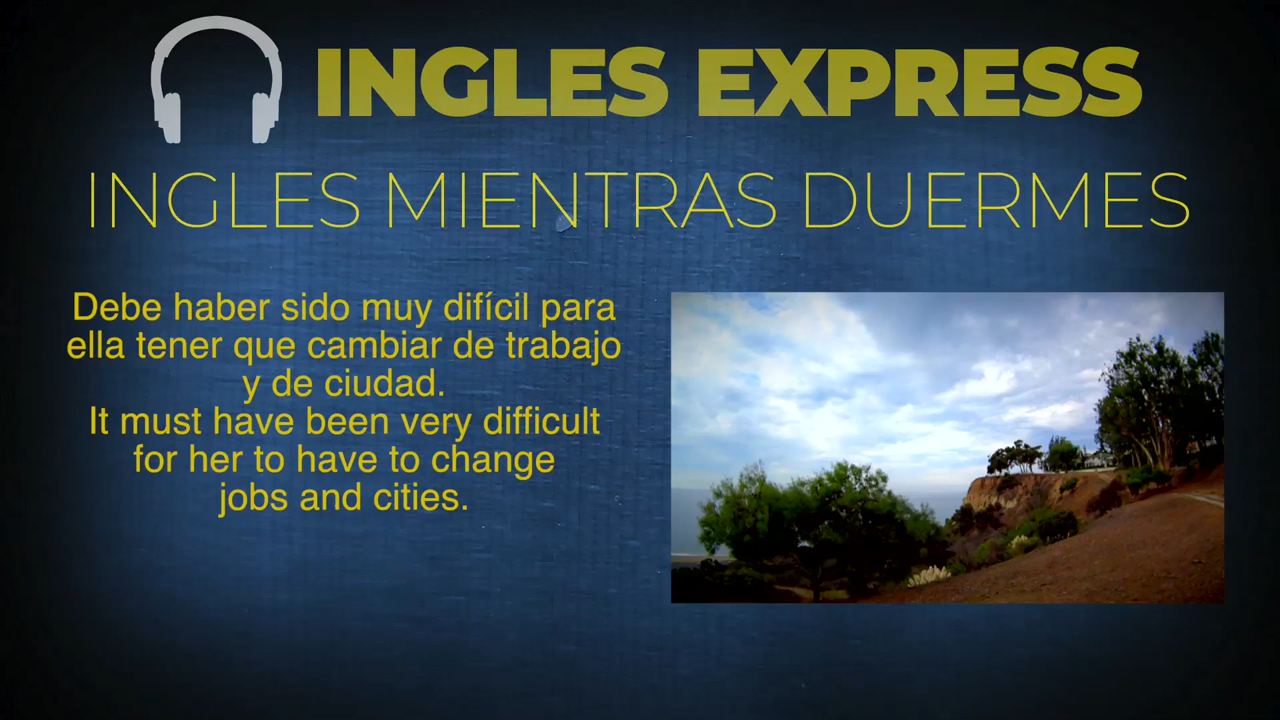 INGLES EXPRESS
INGLES MIENTRAS DUERMES
Debe haber sido muy difícil para
ella tener que cambiar de trabajo
y de ciudad.
It must have been very difficult
for her to have to change
jobs and cities.